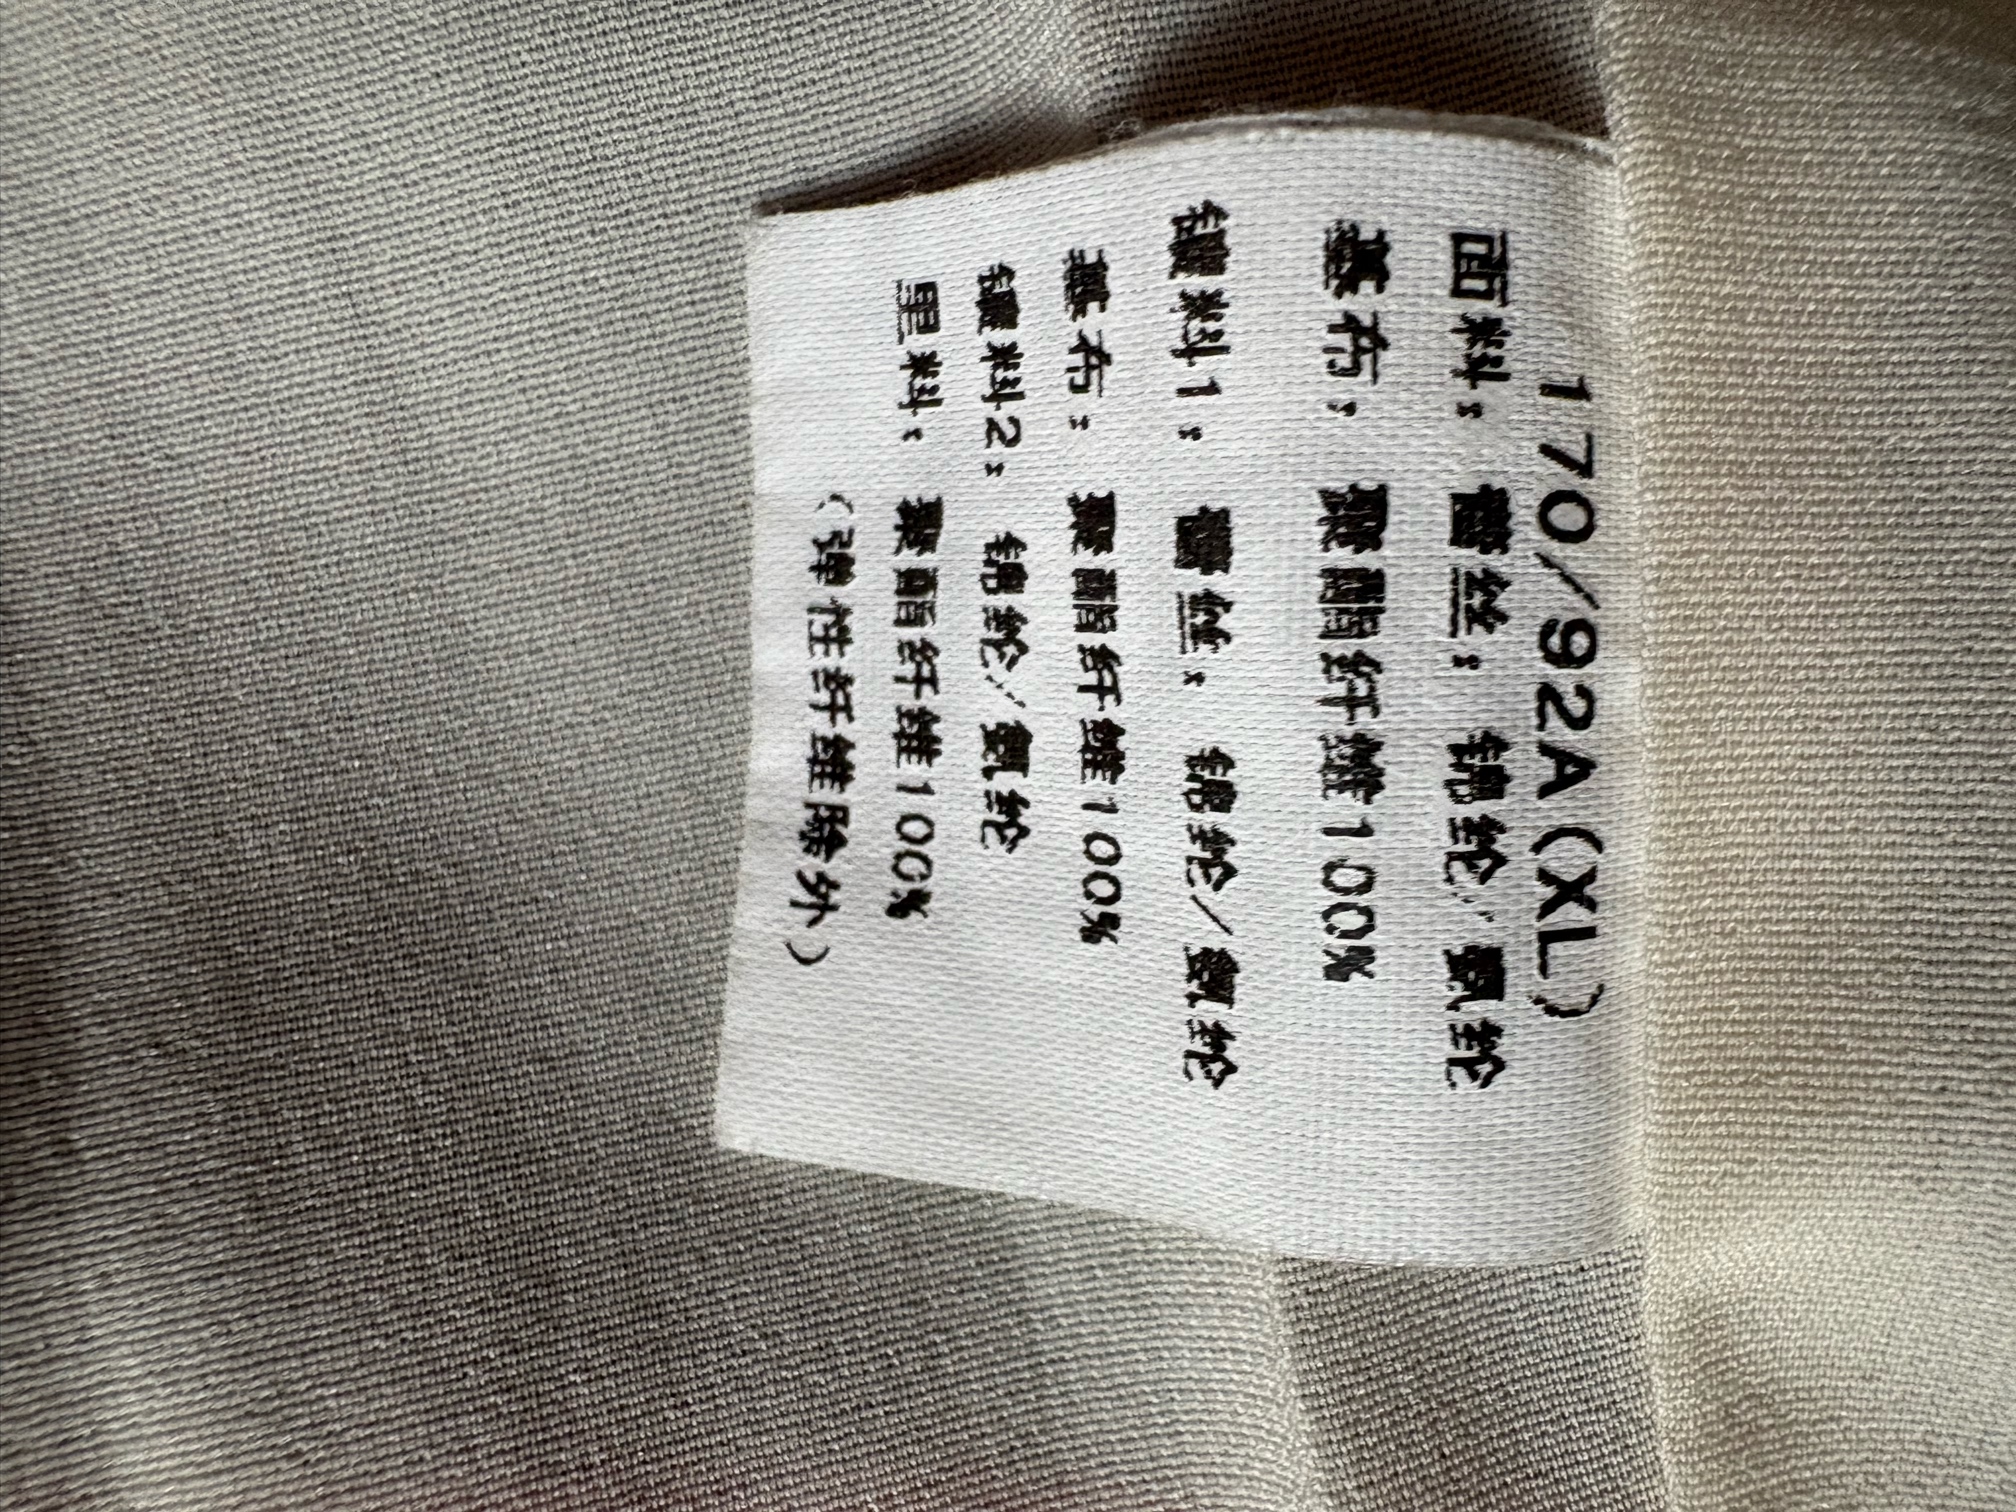 170/92A(XL)
面料：蕾丝：锦纶/氨纶
基布：聚酯纤维100%
镶料1：蕾丝：锦纶/氨纶
基布：聚酯纤维100%
镶料2：锦纶/氨纶
里料：聚酯纤维100%
（弹性纤维除外）